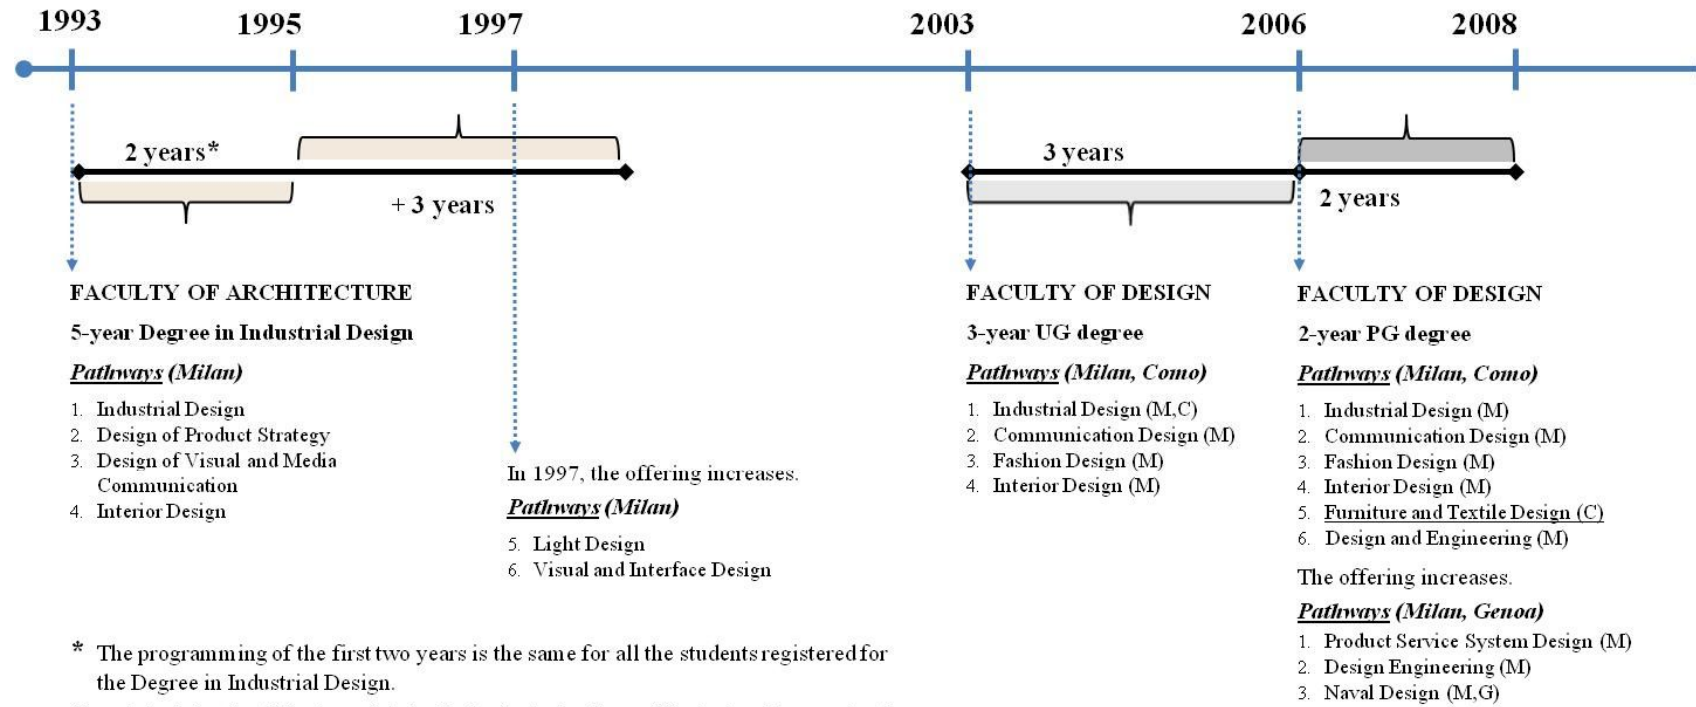 1993
1995
1997
2003
2006
2008
2 years*
+ 3 years
3 years
2 years
FACULTY OF ARCHITECTURE
5-year Degree in Industrial Design
Pathways (Milan)
1. Industrial Design
2. Design of Product Strategy
3. Design of Visual and Media
Communication
4. Interior Design
In 1997, the offering increases.
Pathways (Milan)
5. Light Design
6. Visual and Interface Design
FACULTY OF DESIGN
3-year UG degree
Pathways (Milan, Como)
1. Industrial Design (M,C)
2. Communication Design (M)
3. Fashion Design (M)
4. Interior Design (M)
FACULTY OF DESIGN
2-year PG degree
Pathways (Milan, Como)
1. Industrial Design (M)
2. Communication Design (M)
3. Fashion Design (M)
4. Interior Design (M)
5. Furniture and Textile Design (C)
6. Design and Engineering (M)
The offering increases.
Pathways (Milan, Genoa)
1. Product Service System Design (M)
2. Design Engineering (M)
3. Naval Design (M,G)
* The programming of the first two years is the same for all the students registered for
the Degree in Industrial Design.